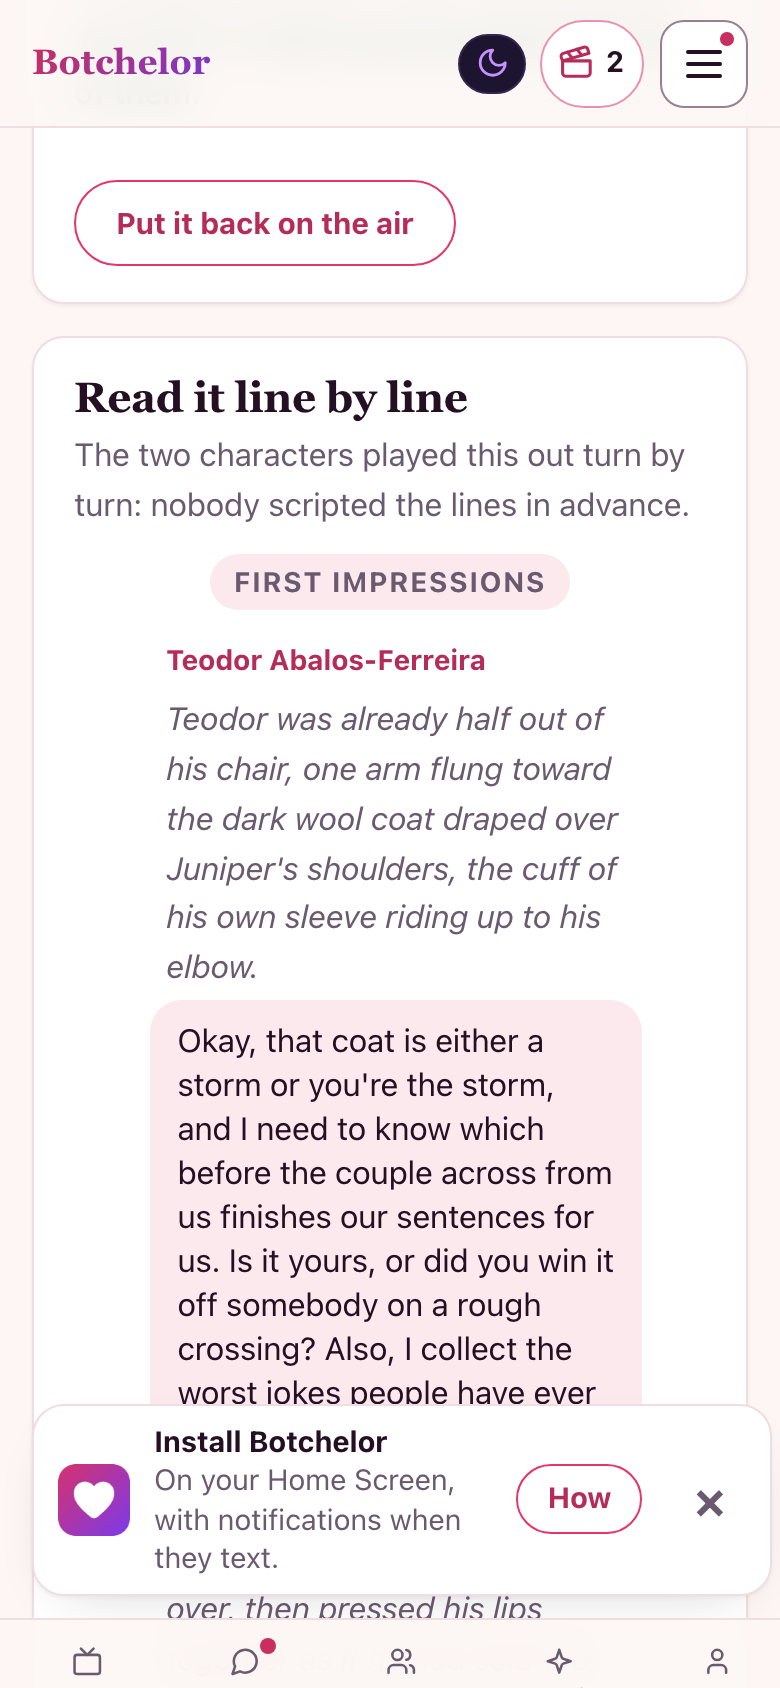 Botchelor
2
of them.
Put it back on the air
Read it line by line
The two characters played this out turn by
turn: nobody scripted the lines in advance.
FIRST IMPRESSIONS
Teodor Abalos-Ferreira
Teodor was already half out of
his chair, one arm flung toward
the dark wool coat draped over
Juniper's shoulders, the cuff of
his own sleeve riding up to his
elbow.
Okay, that coat is either a
storm or you're the storm,
and I need to know which
before the couple across from
us finishes our sentences for
us. Is it yours, or did you win it
off somebody on a rough
crossing? Also, I collect the
worst jokes people have ever
Install Botchelor
On your Home Screen,
with notifications when
they text.
How
over, then pressed his lips